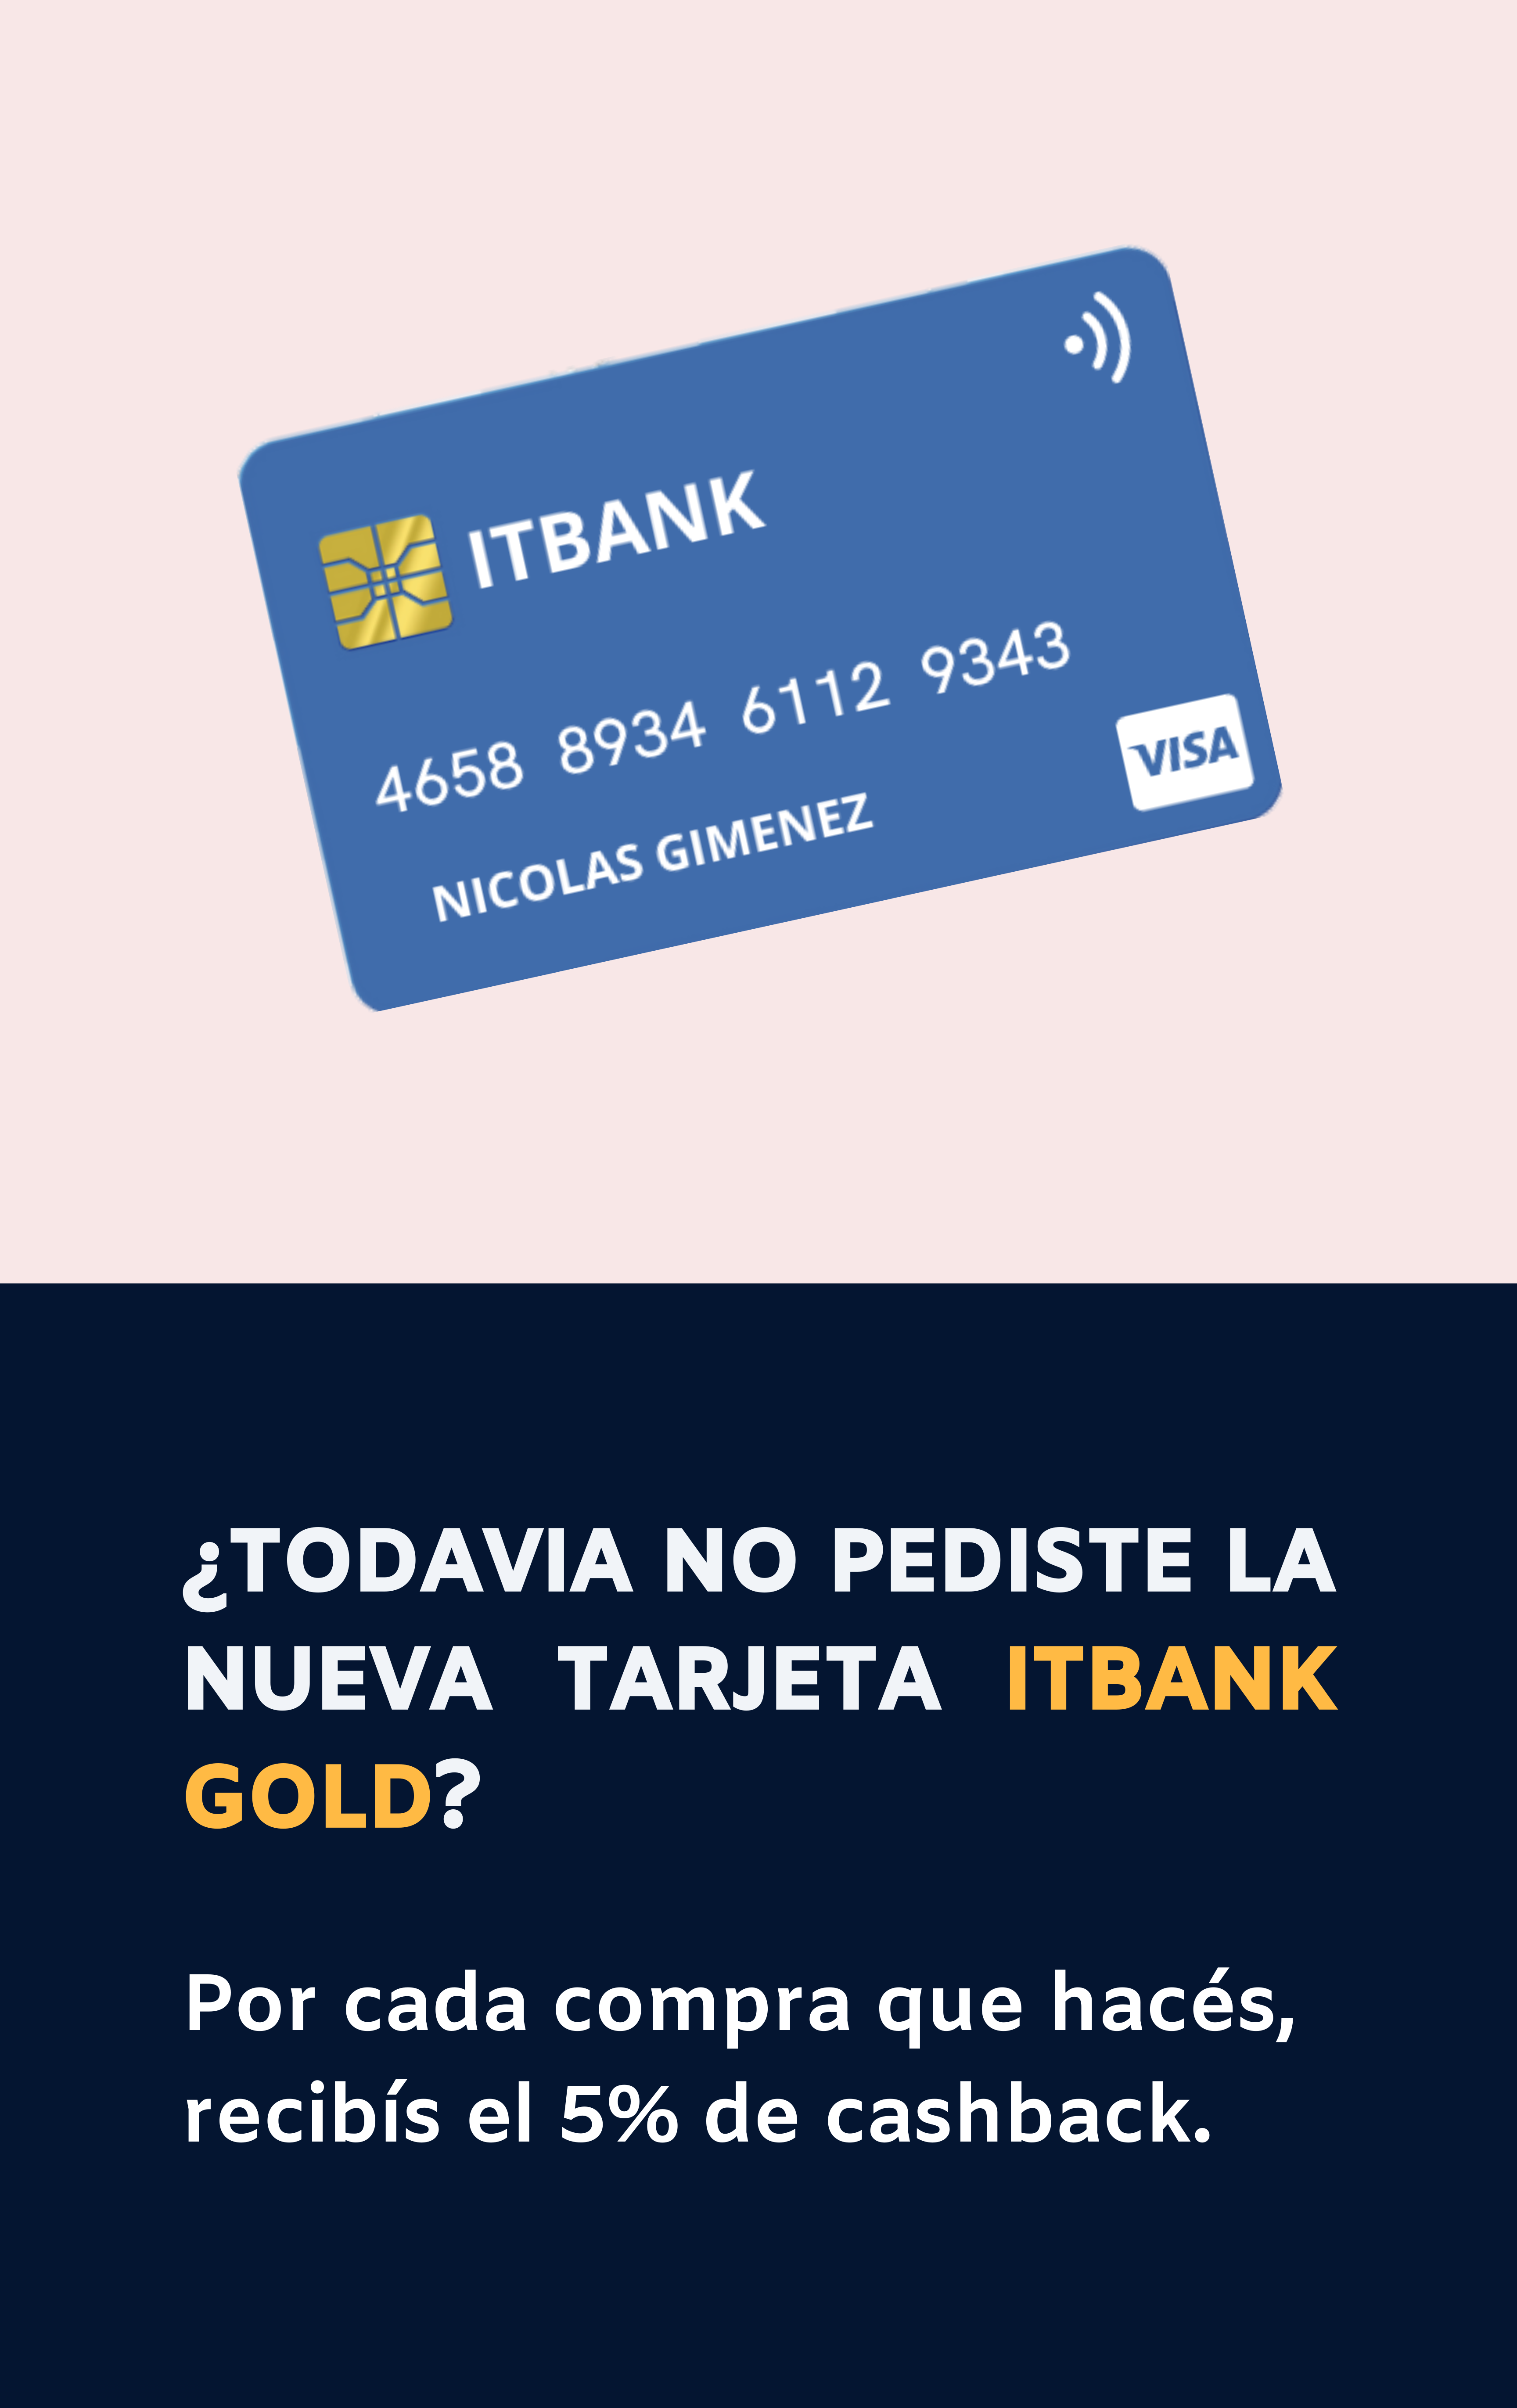 ITBANK
4658 8934 6112 9343
NICOLAS GIMENEZ
VISA
¿TODAVIA NO PEDISTE LA
NUEVA TARJETA ITBANK
GOLD?
Por cada compra que hacés,
recibís el 5% de cashback.